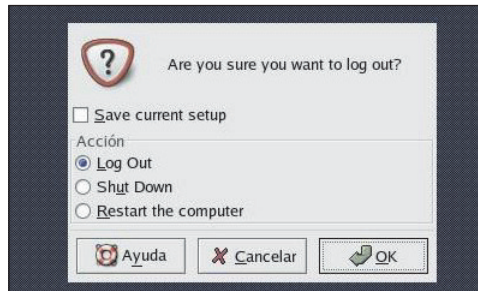 ?
Are you sure you want to log out?
Save current setup
Acción
Log Out
Shut Down
Restart the computer
Ayuda
Cancelar
OK